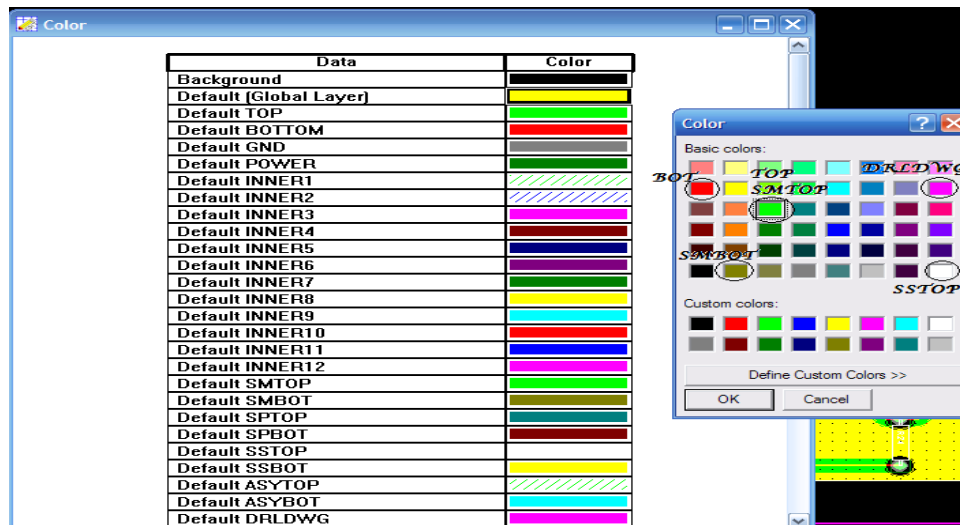 Color
Data Color
Background
Default (Global Layer)
Default TOP
Default BOTTOM
Default GND
Default POWER
Default INNER1
Default INNER2
Default INNER3
Default INNER4
Default INNER5
Default INNER6
Default INNER7
Default INNER8
Default INNER9
Default INNER10
Default INNER11
Default INNER12
Default SMTOP
Default SMBOT
Default SPTOP
Default SPBOT
Default SSTOP
Default SSBOT
Default ASYTOP
Default ASYBOT
Default DRLDWG
Color
Basic colors:
BOT TOP DRLDWG
SMTOP
SMBOT
SSTOP
Custom colors:
Define Custom Colors >>
OK Cancel